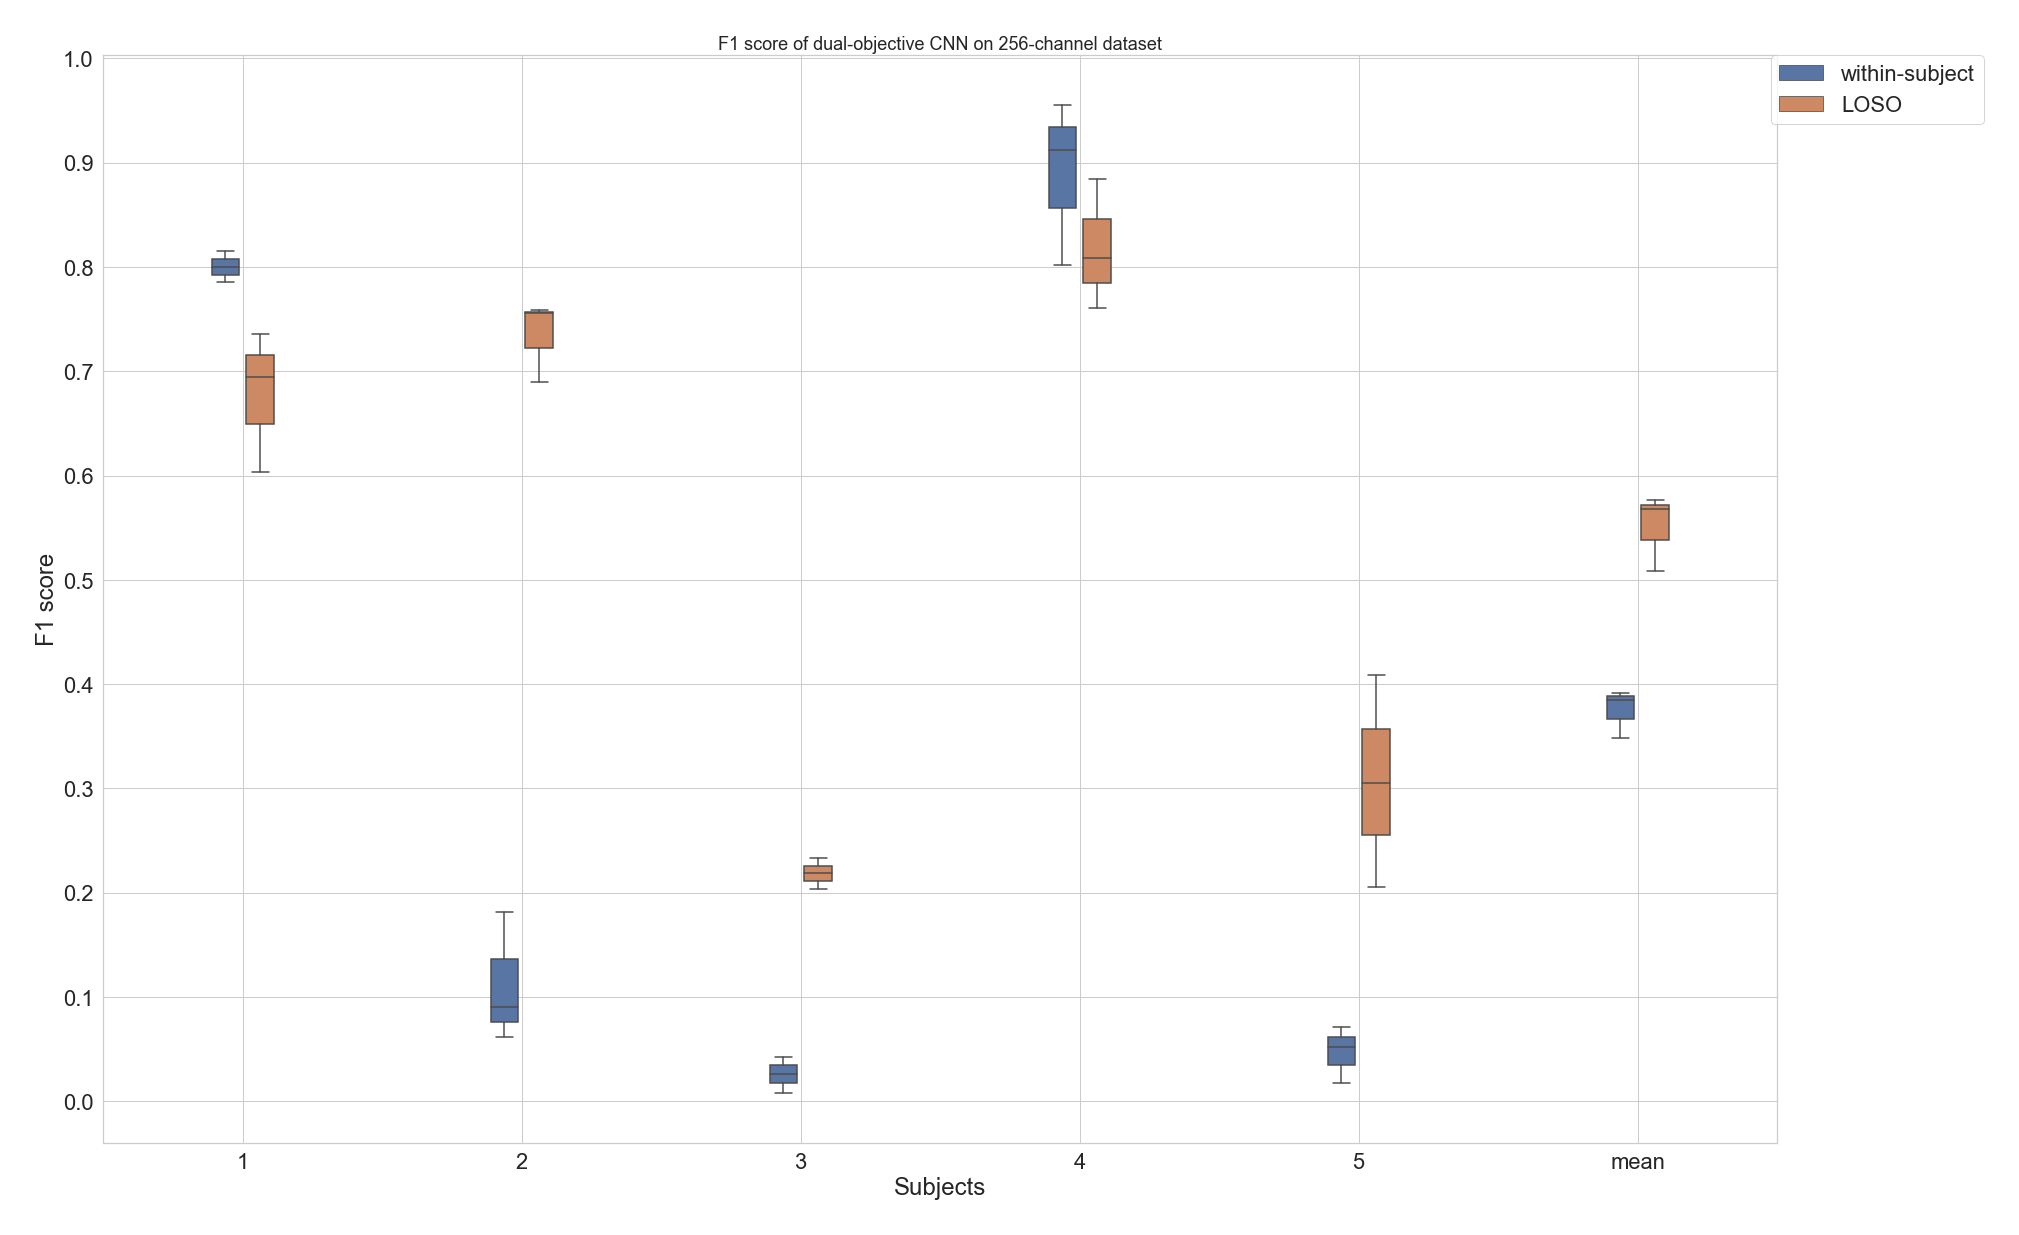 F1 score of dual-objective CNN on 256-channel dataset
within-subject
LOSO
1.0
0.9
0.8
0.7
0.6
0.5
0.4
0.3
0.2
0.1
0.0
F1 score
1 2 3 4 5 mean
Subjects